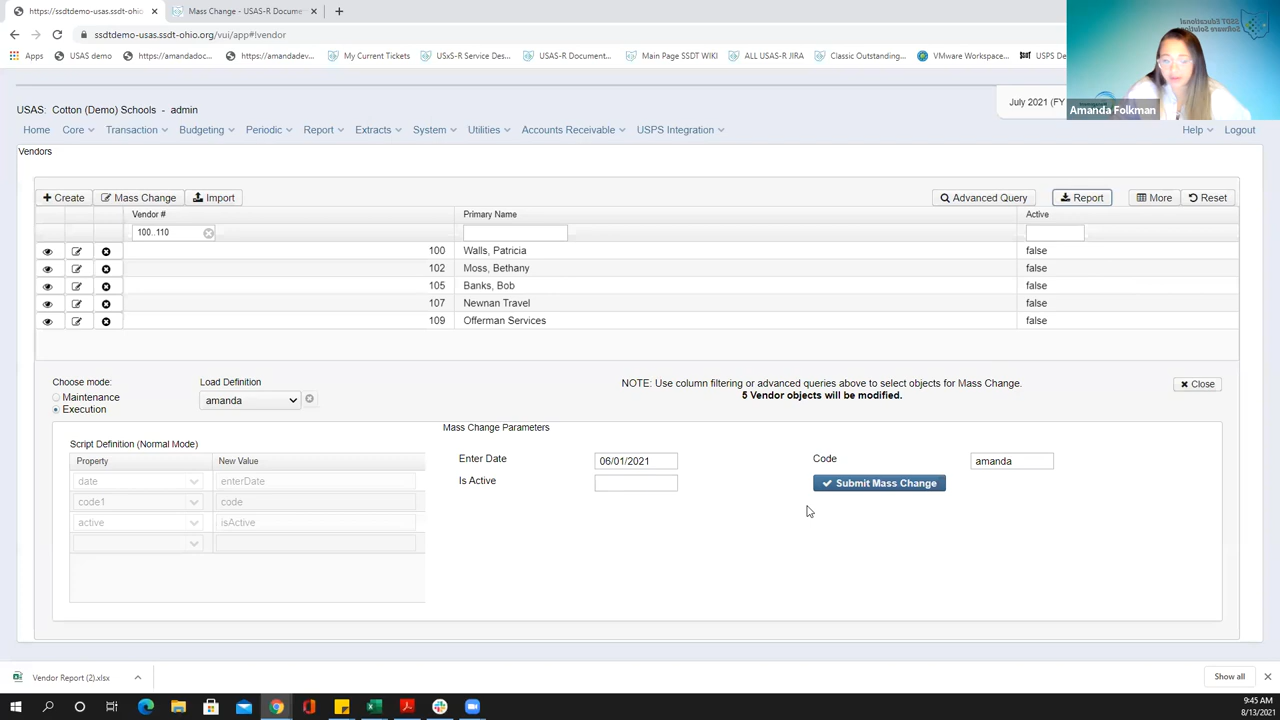 https://ssdtdemo-usas.ssdt-ohio
Mass Change - USAS-R Docume
ssdtdemo-usas.ssdt-ohio.org/vui/app#!vendor
Apps USAS demo https://amandadoc... https://amandadev... My Current Tickets USxS Service Des... USAS-R Document... Main Page SSDT WIKI ALL USAS-R JIRA Classic Outstanding... VMware Workspace... USPS De
Amanda Folkman
USAS: Cotton (Demo) Schools - admin
July 2021 (FY
Home Core Transaction Budgeting Periodic Report Extracts System Utilities Accounts Receivable USPS Integration Help Logout
Vendors
Create Mass Change Import Advanced Query Report More Reset
Vendor # Primary Name Active
100..110
100 Walls, Patricia false
102 Moss, Bethany false
105 Banks, Bob false
107 Newnan Travel false
109 Offerman Services false
Choose mode:
Maintenance
Execution
Load Definition
amanda
NOTE: Use column filtering or advanced queries above to select objects for Mass Change.
5 Vendor objects will be modified.
Close
Script Definition (Normal Mode)
Property New Value
date enterDate
code1 code
active isActive
Mass Change Parameters
Enter Date 06/01/2021 Code amanda
Is Active Submit Mass Change
Vendor Report (2).xlsx
Show all
9:45 AM
8/13/2021